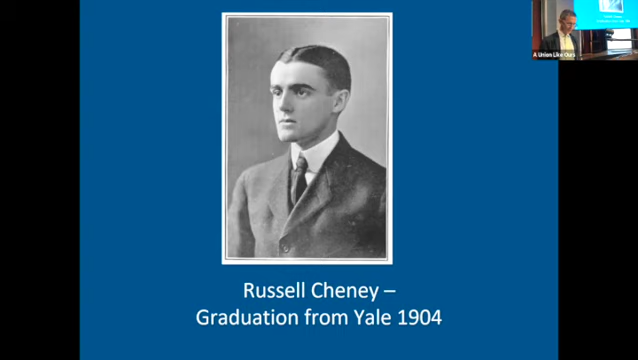 A Union Like Ours
Russell Cheney –
Graduation from Yale 1904